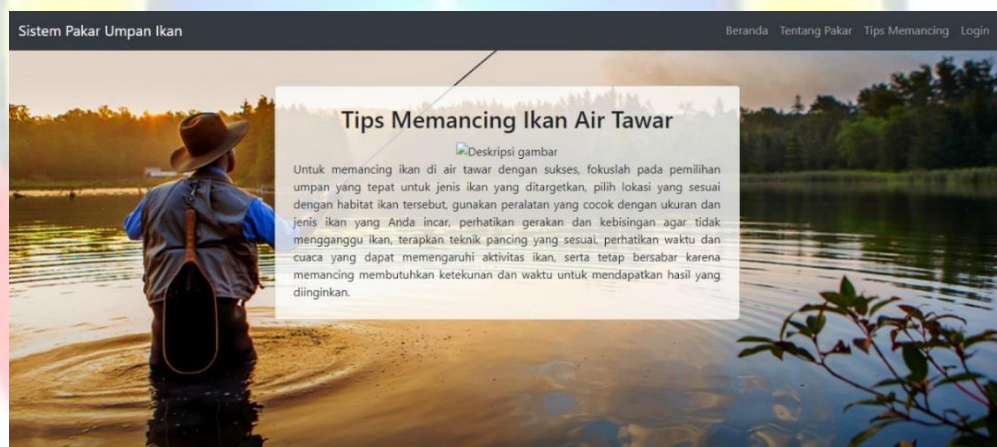 Sistem Pakar Umpan Ikan
Beranda Tentang Pakar Tips Memancing Login
Tips Memancing Ikan Air Tawar
Deskripsi gambar
Untuk memancing ikan di air tawar dengan sukses, fokuslah pada pemilihan
umpan yang tepat untuk jenis ikan yang ditargetkan, pilih lokasi yang sesuai
dengan habitat ikan tersebut, gunakan peralatan yang cocok dengan ukuran dan
jenis ikan yang Anda incar, perhatikan gerakan dan kebisingan agar tidak
mengganggu ikan, terapkan teknik pancing yang sesuai, perhatikan waktu dan
cuaca yang dapat memengaruhi aktivitas ikan, serta tetap bersabar karena
memancing membutuhkan ketekunan dan waktu untuk mendapatkan hasil yang
diinginkan.